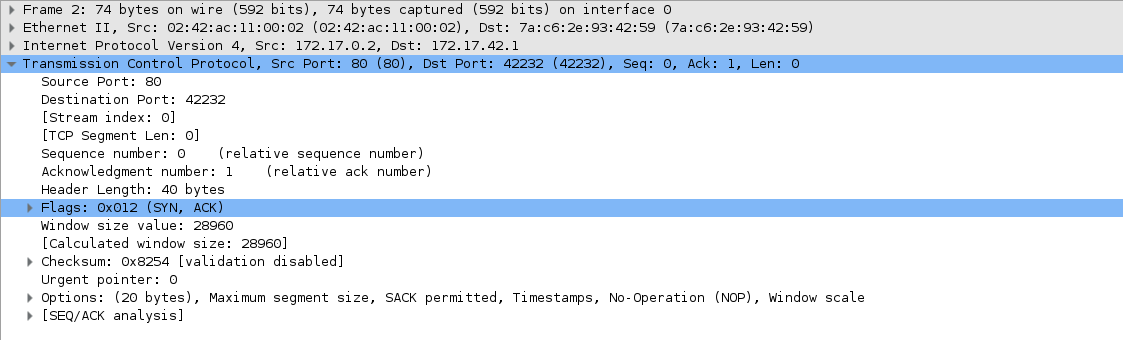 Frame 2: 74 bytes on wire (592 bits), 74 bytes captured (592 bits) on interface 0
Ethernet II, Src: 02:42:ac:11:00:02 (02:42:ac:11:00:02), Dst: 7a:c6:2e:93:42:59 (7a:c6:2e:93:42:59)
Internet Protocol Version 4, Src: 172.17.0.2, Dst: 172.17.42.1
Transmission Control Protocol, Src Port: 80 (80), Dst Port: 42232 (42232), Seq: 0, Ack: 1, Len: 0
Source Port: 80
Destination Port: 42232
[Stream index: 0]
[TCP Segment Len: 0]
Sequence number: 0    (relative sequence number)
Acknowledgment number: 1    (relative ack number)
Header Length: 40 bytes
Flags: 0x012 (SYN, ACK)
Window size value: 28960
[Calculated window size: 28960]
Checksum: 0x8254 [validation disabled]
Urgent pointer: 0
Options: (20 bytes), Maximum segment size, SACK permitted, Timestamps, No-Operation (NOP), Window scale
[SEQ/ACK analysis]